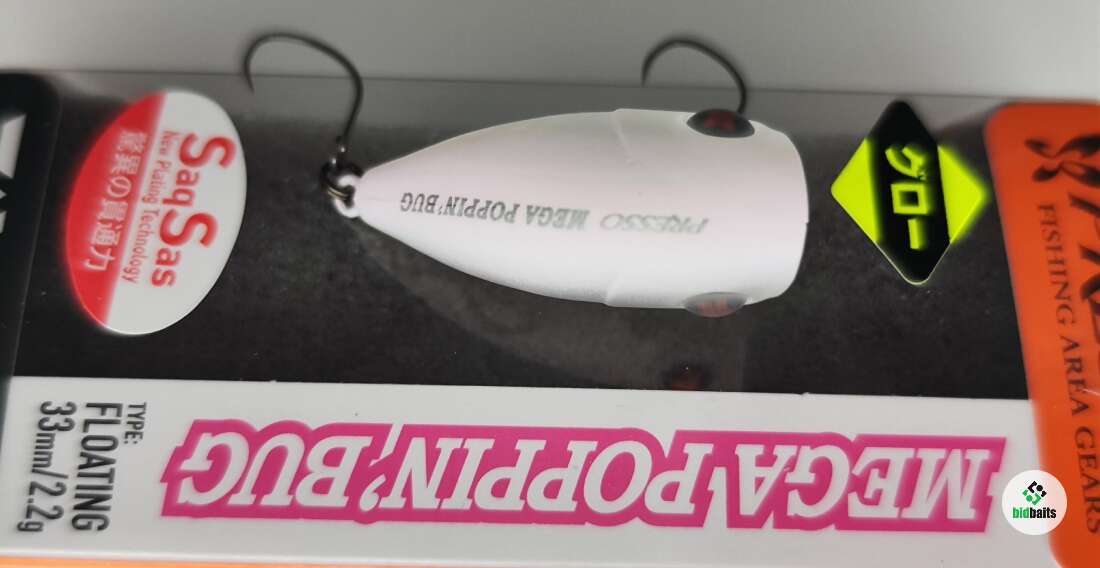 SaqSas
New Plating Technology
驚異の貫通力
PRESSO MEGA POPPIN' BUG
グロー
FISHING AREA GEARS
MEGA POPPIN' BUG
TYPE:
FLOATING
33mm/2.2g
bidbaits